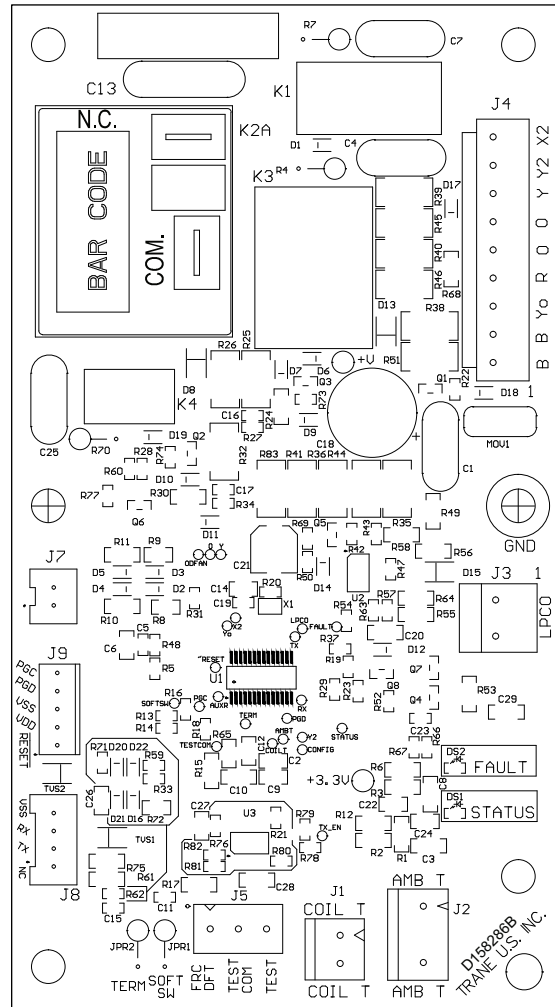 R7
C7
C13
K1
J4
N.C.
K2A
D1
C4
R4
K3
BAR CODE
COM.
X2
Y2
Y
O
O
R
Yo
B
B
R39
D17
R45
R40
R46
R68
D13
R38
R26
R25
+V
R51
D8
D7
D6
Q3
R73
Q1
R22
D18
1
K4
C16
R24
R27
D9
C18
+
MOV1
C25
R70
D19
Q2
R32
C1
R28
R74
R60
D10
R83
R41
R36
R44
R77
R30
C17
R34
Q6
D11
R69
Q5
R43
R35
R49
GND
R11
R9
O
Y
ODFAN
C21
R50
R42
R58
R56
J7
D5
D3
D4
D2
D14
U2
R47
D15
J3
1
R10
R8
R31
C14
C19
R20
X1
R54
R63
R57
R64
R55
LPCO
X2
Yo
LPCO
FAULT
TX
C5
R48
C6
R5
R37
C20
D12
J9
~RESET
U1
R19
Q8
Q7
PGC
PGD
VSS
VDD
RESET
SOFTSW
R16
PGC
AUXR
RX
R29
R23
R52
Q4
R53
C29
R13
R14
R18
TERM
PGD
TESTCOM
R65
C12
AMBT
COILT
Y2
CONFIG
STATUS
C23
R66
R67
TVS2
R71
D20
D22
R59
R15
C10
C9
C2
+3.3V
R6
R3
C8
DS2
FAULT
C26
R33
D21
D16
R72
C22
DS1
STATUS
VSS
RX
TX
NC
TVS1
C27
U3
R79
TX_EN
R12
C24
R82
R76
R21
R2
R1
C3
R75
R81
R80
R78
R61
R17
R62
J8
C15
C11
J5
C28
J1
COIL T
AMB T
J2
JPR2
JPR1
TERM
SOFT SW
FRC DFT
TEST COM
TEST
COIL T
AMB T
D158286B
TRANE U.S. INC.